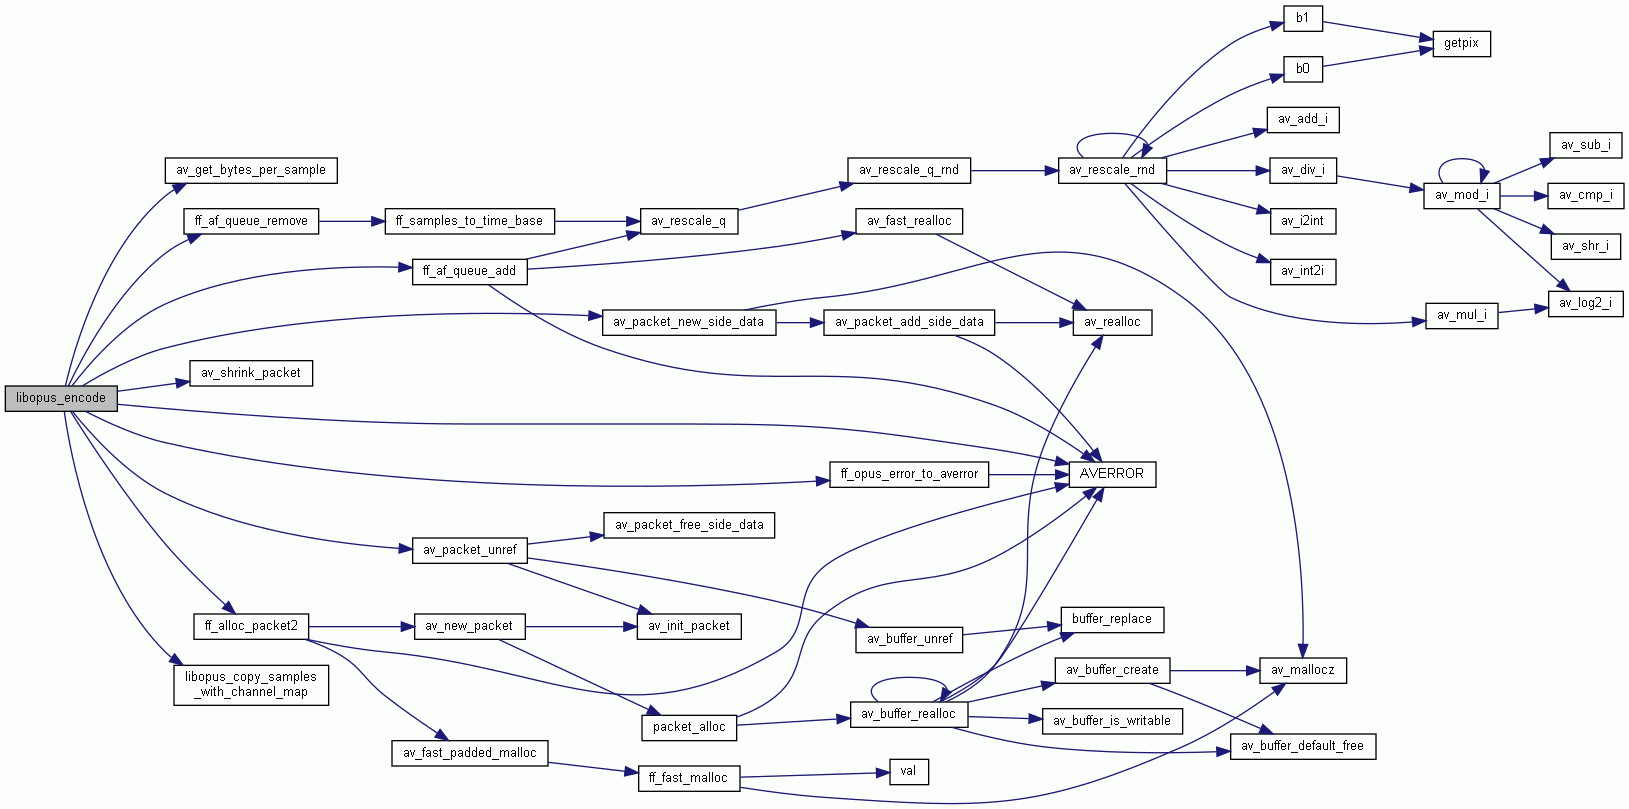 b1
getpix
b0
av_add_i
av_sub_i
av_get_bytes_per_sample
av_rescale_q_rnd
av_rescale_rnd
av_div_i
av_mod_i
av_cmp_i
ff_af_queue_remove
ff_samples_to_time_base
av_rescale_q
av_fast_realloc
av_i2int
av_shr_i
ff_af_queue_add
av_int2i
av_log2_i
av_packet_new_side_data
av_packet_add_side_data
av_realloc
av_mul_i
av_shrink_packet
libopus_encode
ff_opus_error_to_averror
AVERROR
av_packet_free_side_data
av_packet_unref
ff_alloc_packet2
av_new_packet
av_init_packet
buffer_replace
av_buffer_unref
libopus_copy_samples
_with_channel_map
av_buffer_create
av_mallocz
packet_alloc
av_buffer_realloc
av_buffer_is_writable
av_fast_padded_malloc
av_buffer_default_free
ff_fast_malloc
val